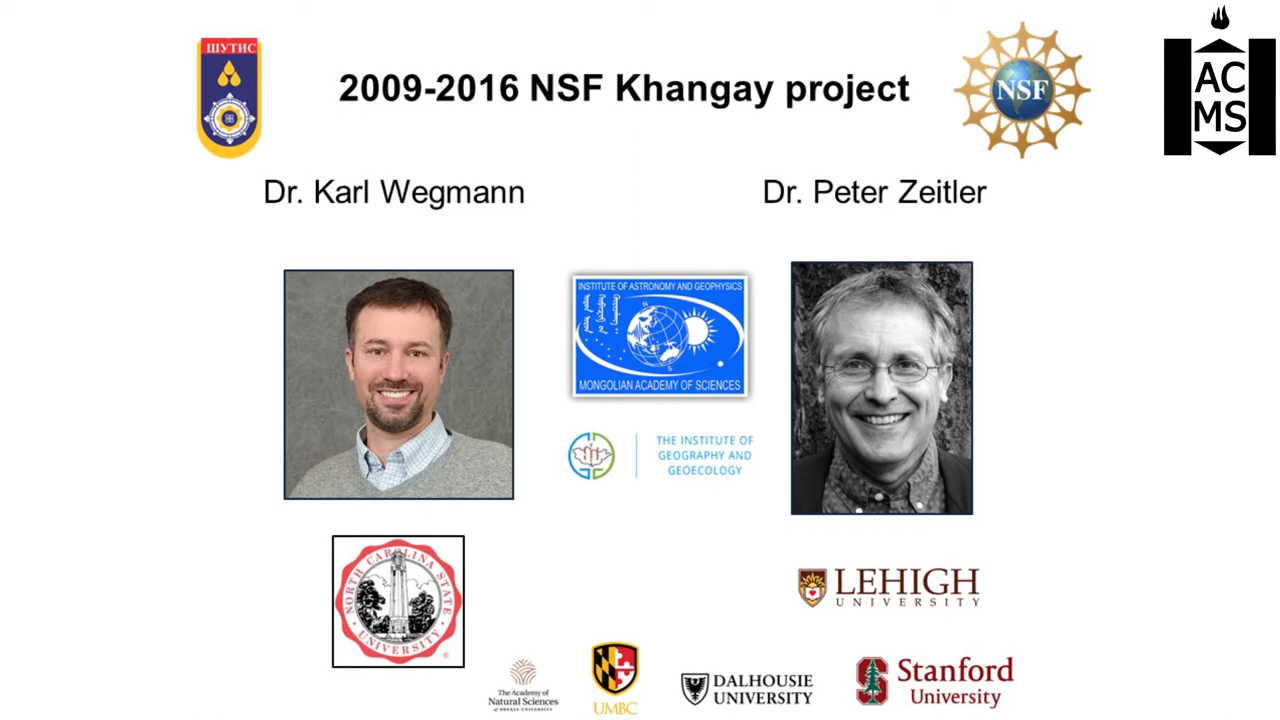 ШУТИС
2009-2016 NSF Khangay project
NSF
AC
MS
Dr. Karl Wegmann
Dr. Peter Zeitler
INSTITUTE OF ASTRONOMY AND GEOPHYSICS
MONGOLIAN ACADEMY OF SCIENCES
THE INSTITUTE OF
GEOGRAPHY AND
GEOECOLOGY
NORTH CAROLINA STATE
UNIVERSITY
LEHIGH
UNIVERSITY
The Academy of
Natural Sciences
of DREXEL UNIVERSITY
UMBC
DALHOUSIE
UNIVERSITY
Stanford
University